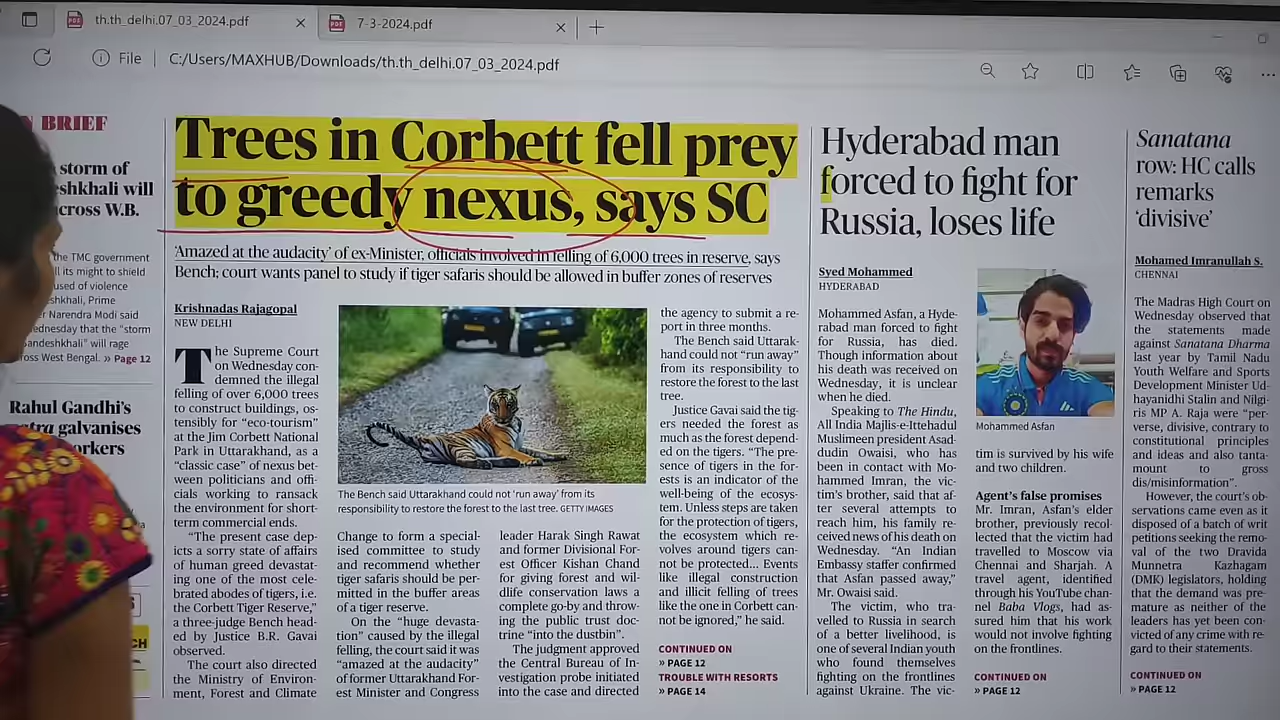 th.th_delhi.07_03_2024.pdf
7-3-2024.pdf
File
C:/Users/MAXHUB/Downloads/th.th_delhi.07_03_2024.pdf
BRIEF
storm of
eshkhali will
across W.B.
the TMC government
its might to shield
used of violence
Prime
Narendra Modi said
that the “storm
will rage
West Bengal. » Page 12
Rahul Gandhi’s
galvanises
Trees in Corbett fell prey
to greedy nexus, says SC
‘Amazed at the audacity’ of ex-Minister, officials involved in felling of 6,000 trees in reserve, says
Bench; court wants panel to study if tiger safaris should be allowed in buffer zones of reserves
Krishnadas Rajagopal
NEW DELHI
The Supreme Court
on Wednesday con-
demned the illegal
felling of over 6,000 trees
to construct buildings, os-
tensibly for “eco-tourism”
at the Jim Corbett National
Park in Uttarakhand, as a
“classic case” of nexus bet-
ween politicians and offi-
cials working to ransack
the environment for short-
term commercial ends.
“The present case dep-
icts a sorry state of affairs
of human greed devastat-
ing one of the most cele-
brated abodes of tigers, i.e.
the Corbett Tiger Reserve,”
a three-judge Bench head-
ed by Justice B.R. Gavai
observed.
The court also directed
the Ministry of Environ-
ment, Forest and Climate
The Bench said Uttarakhand could not ‘run away’ from its
responsibility to restore the forest to the last tree. GETTY IMAGES
Change to form a special-
ised committee to study
and recommend whether
tiger safaris should be per-
mitted in the buffer areas
of a tiger reserve.
On the “huge devasta-
tion” caused by the illegal
felling, the court said it was
“amazed at the audacity”
of former Uttarakhand For-
est Minister and Congress
leader Harak Singh Rawat
and former Divisional For-
est Officer Kishan Chand
for giving forest and wil-
dlife conservation laws a
complete go-by and throw-
ing the public trust doc-
trine “into the dustbin”.
The judgment approved
the Central Bureau of In-
vestigation probe initiated
into the case and directed
the agency to submit a re-
port in three months.
The Bench said Uttarak-
hand could not “run away”
from its responsibility to
restore the forest to the last
tree.
Justice Gavai said the tig-
ers needed the forest as
much as the forest depend-
ed on the tigers. “The pre-
sence of tigers in the for-
ests is an indicator of the
well-being of the ecosys-
tem. Unless steps are taken
for the protection of tigers,
the ecosystem which re-
volves around tigers can-
not be protected... Events
like illegal construction
and illicit felling of trees
like the one in Corbett can-
not be ignored,” he said.
CONTINUED ON
» PAGE 12
TROUBLE WITH RESORTS
» PAGE 14
Hyderabad man
forced to fight for
Russia, loses life
Syed Mohammed
HYDERABAD
Mohammed Asfan, a Hyde-
rabad man forced to fight
for Russia, has died.
Though information about
his death was received on
Wednesday, it is unclear
when he died.
Speaking to The Hindu,
All India Majlis-e-Ittehadul
Muslimeen president Asad-
duddin Owaisi, who has
been in contact with Mo-
hammed Imran, the vic-
tim’s brother, said that af-
ter several attempts to
reach him, his family re-
ceived news of his death on
Wednesday. “An Indian
Embassy staffer confirmed
that Asfan passed away,”
Mr. Owaisi said.
The victim, who tra-
velled to Russia in search
of a better livelihood, is
one of several Indian youth
who found themselves
fighting on the frontlines
against Ukraine. The vic-
Mohammed Asfan
tim is survived by his wife
and two children.
Agent’s false promises
Mr. Imran, Asfan’s elder
brother, previously recol-
lected that the victim had
travelled to Moscow via
Chennai and Sharjah. A
travel agent, identified
through his YouTube chan-
nel Baba Vlogs, had as-
sured him that his work
would not involve fighting
on the frontlines.
CONTINUED ON
» PAGE 12
Sanatana
row: HC calls
remarks
‘divisive’
Mohamed Imranullah S.
CHENNAI
The Madras High Court on
Wednesday observed that
the statements made
against Sanatana Dharma
last year by Tamil Nadu
Youth Welfare and Sports
Development Minister Ud-
hayanidhi Stalin and Nilgi-
ris MP A. Raja were “per-
verse, divisive, contrary to
constitutional principles
and ideas and also tanta-
mount to gross
dis/misinformation”.
However, the court’s ob-
servations came even as it
disposed of a batch of writ
petitions seeking the remo-
val of the two Dravida
Munnetra Kazhagam
(DMK) legislators, holding
that the demand was pre-
mature as neither of the
leaders has yet been con-
victed of any crime with re-
gard to their statements.
CONTINUED ON
» PAGE 12